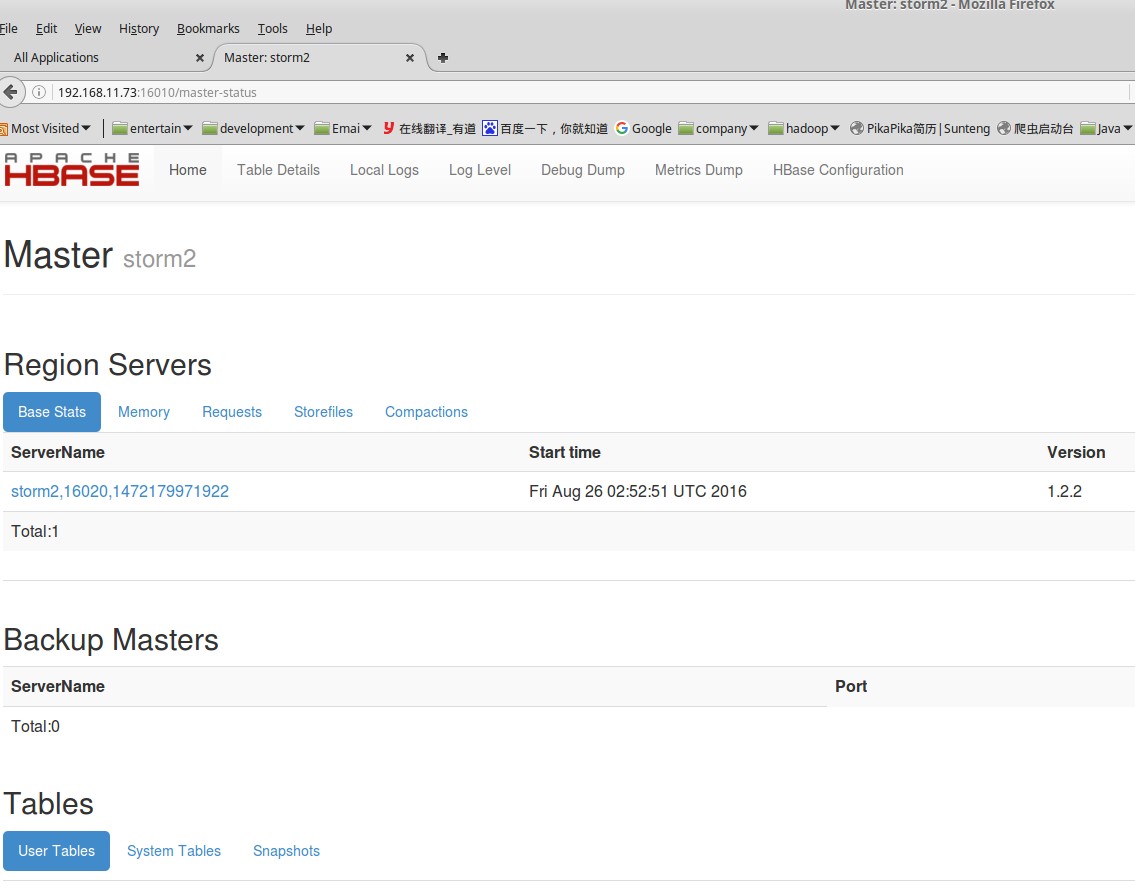 Master: storm2 - Mozilla Firefox
File Edit View History Bookmarks Tools Help
All Applications Master: storm2
192.168.11.73:16010/master-status
Most Visited entertain development Emai 在线翻译_有道 百度一下，你就知道 Google company hadoop PikaPika简历|Sunteng 爬虫启动台 Java
APACHE
HBASE
Home Table Details Local Logs Log Level Debug Dump Metrics Dump HBase Configuration
Master storm2
Region Servers
Base Stats Memory Requests Storefiles Compactions
ServerName Start time Version
storm2,16020,1472179971922 Fri Aug 26 02:52:51 UTC 2016 1.2.2
Total:1
Backup Masters
ServerName Port
Total:0
Tables
User Tables System Tables Snapshots